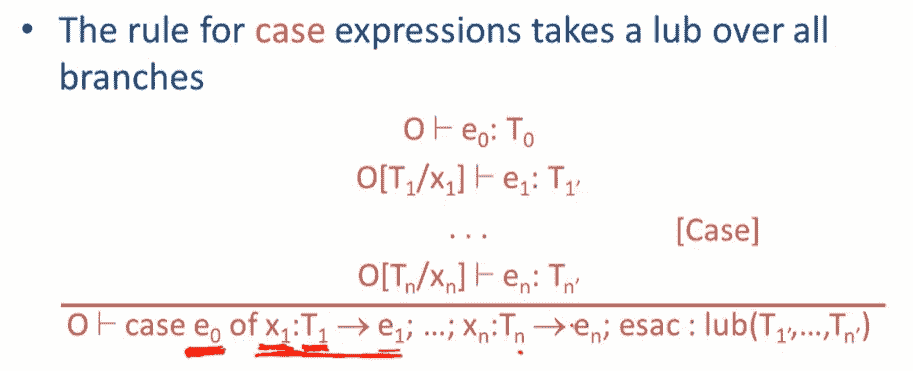 • The rule for case expressions takes a lub over all
branches
O ⊢ e₀: T₀
O[T₁/x₁] ⊢ e₁: T₁′
. . .
[Case]
O[Tₙ/xₙ] ⊢ eₙ: Tₙ′
O ⊢ case e₀ of x₁:T₁ → e₁; ...; xₙ:Tₙ → eₙ; esac : lub(T₁′,...,Tₙ′)